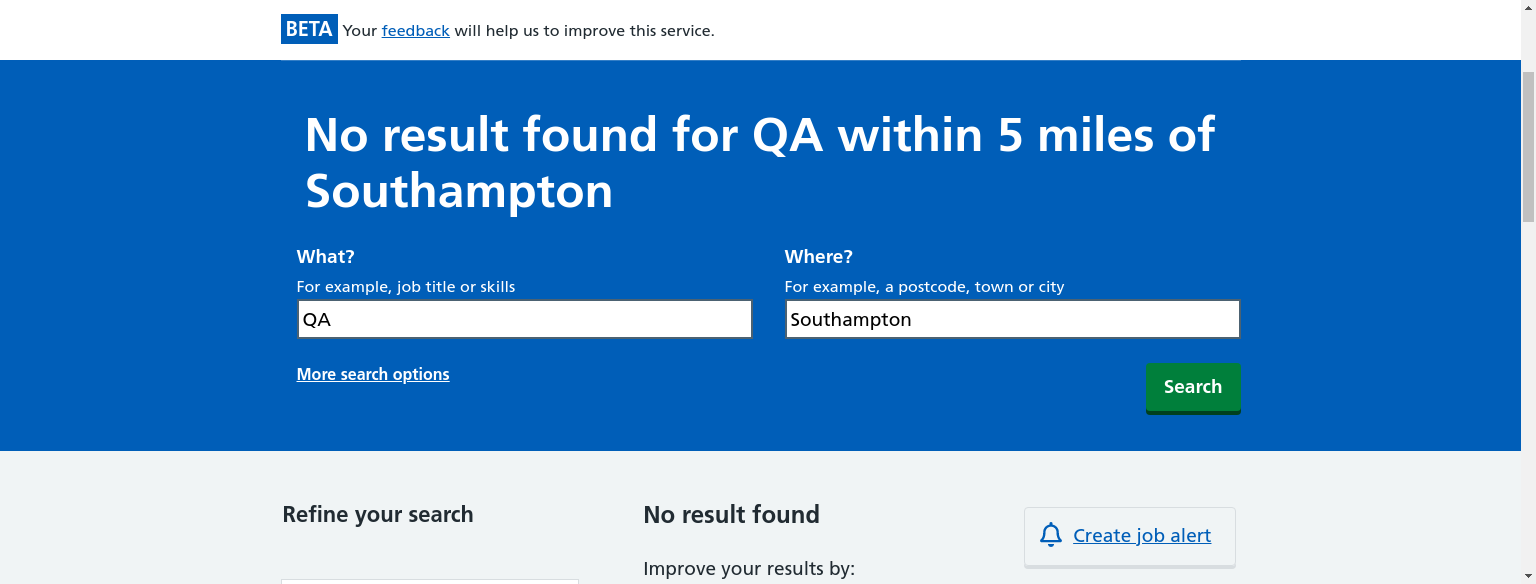 BETA Your feedback will help us to improve this service.
No result found for QA within 5 miles of
Southampton
What?
For example, job title or skills
QA
Where?
For example, a postcode, town or city
Southampton
More search options
Search
Refine your search
No result found
Improve your results by:
Create job alert